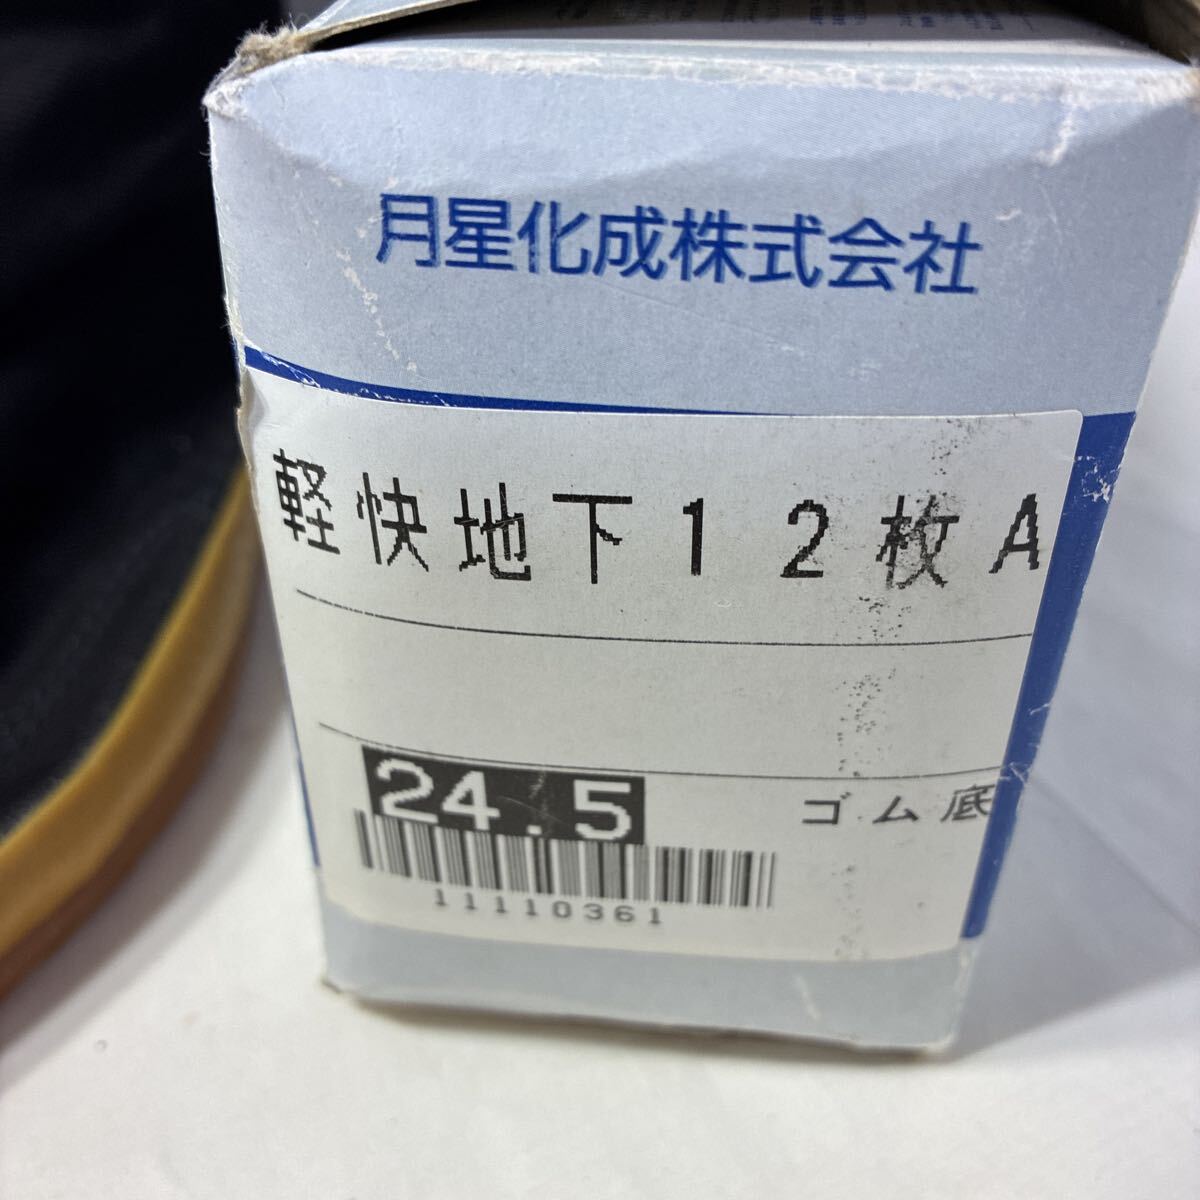 月星化成株式会社
軽快地下12枚A
24.5
ゴム底
11110361